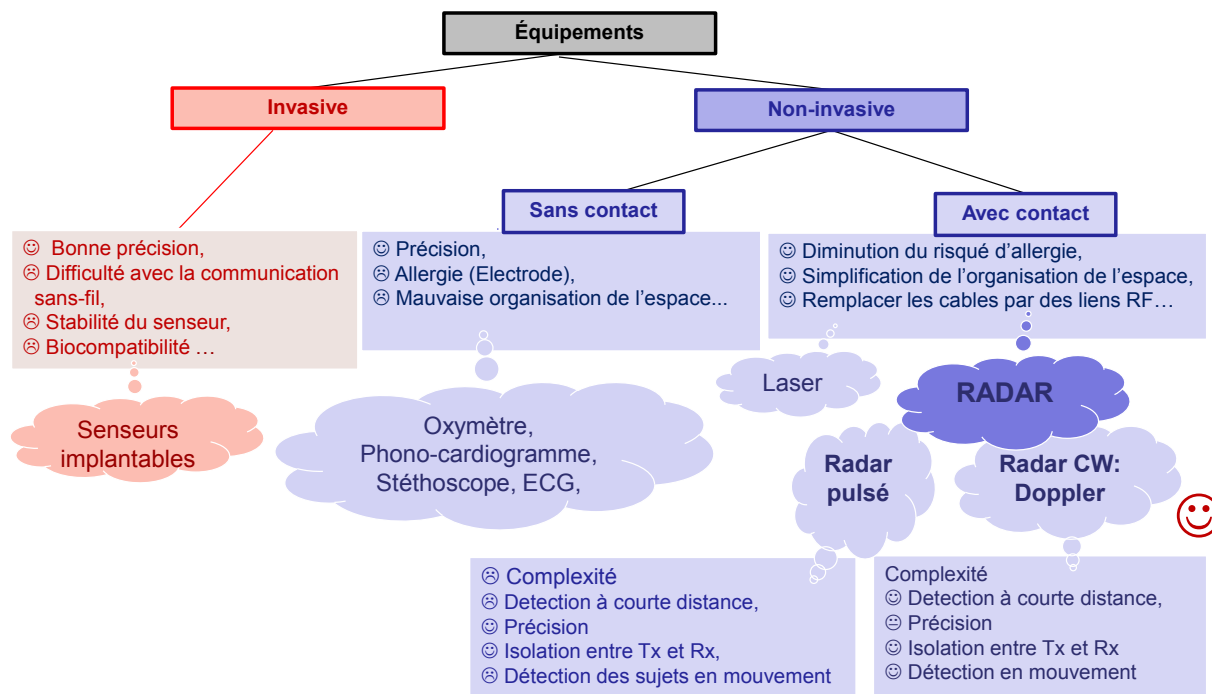 Équipements
Invasive
Non-invasive
Sans contact
Avec contact
☺ Bonne précision,
☹ Difficulté avec la communication
sans-fil,
☹ Stabilité du senseur,
☹ Biocompatibilité …
☺ Précision,
☹ Allergie (Electrode),
☹ Mauvaise organisation de l'espace...
☺ Diminution du risqué d'allergie,
☺ Simplification de l'organisation de l'espace,
☺ Remplacer les cables par des liens RF…
Senseurs
implantables
Oxymètre,
Phono-cardiogramme,
Stéthoscope, ECG,
Laser
RADAR
Radar
pulsé
Radar CW:
Doppler
☹ Complexité
☹ Detection à courte distance,
☺ Précision
☺ Isolation entre Tx et Rx,
☹ Détection des sujets en mouvement
Complexité
☺ Detection à courte distance,
😐 Précision
☺ Isolation entre Tx et Rx
☺ Détection en mouvement